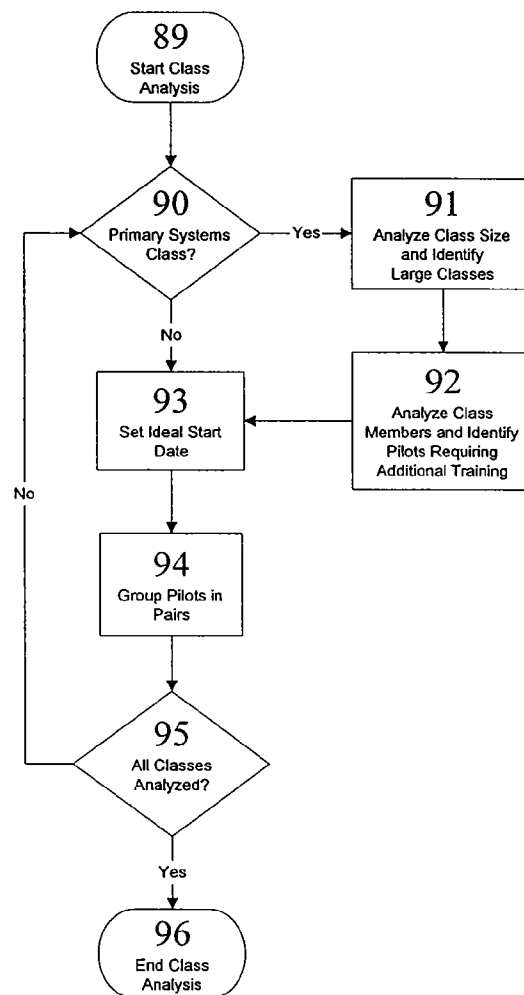 89
Start Class
Analysis
90
Primary Systems
Class?
Yes
91
Analyze Class Size
and Identify
Large Classes
No
92
Analyze Class
Members and Identify
Pilots Requiring
Additional Training
93
Set Ideal Start
Date
No
94
Group Pilots in
Pairs
95
All Classes
Analyzed?
Yes
96
End Class
Analysis